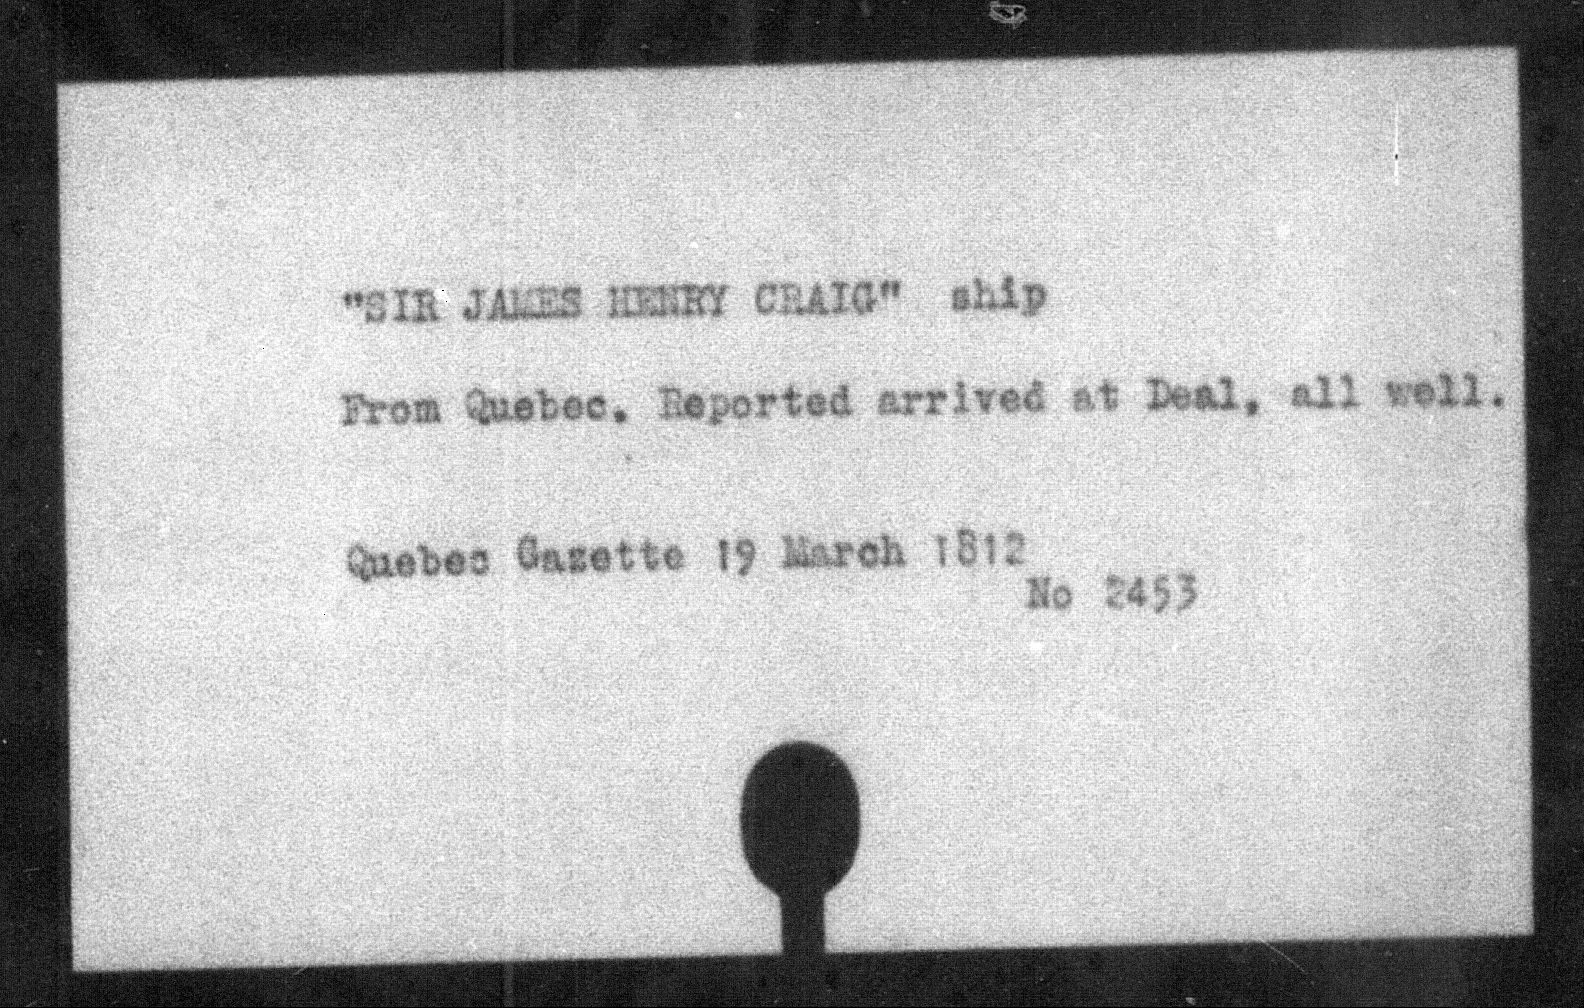 "SIR JAMES HENRY CRAIG" ship
From Quebec. Reported arrived at Deal, all well.
Quebec Gazette 19 March 1812
No 2453